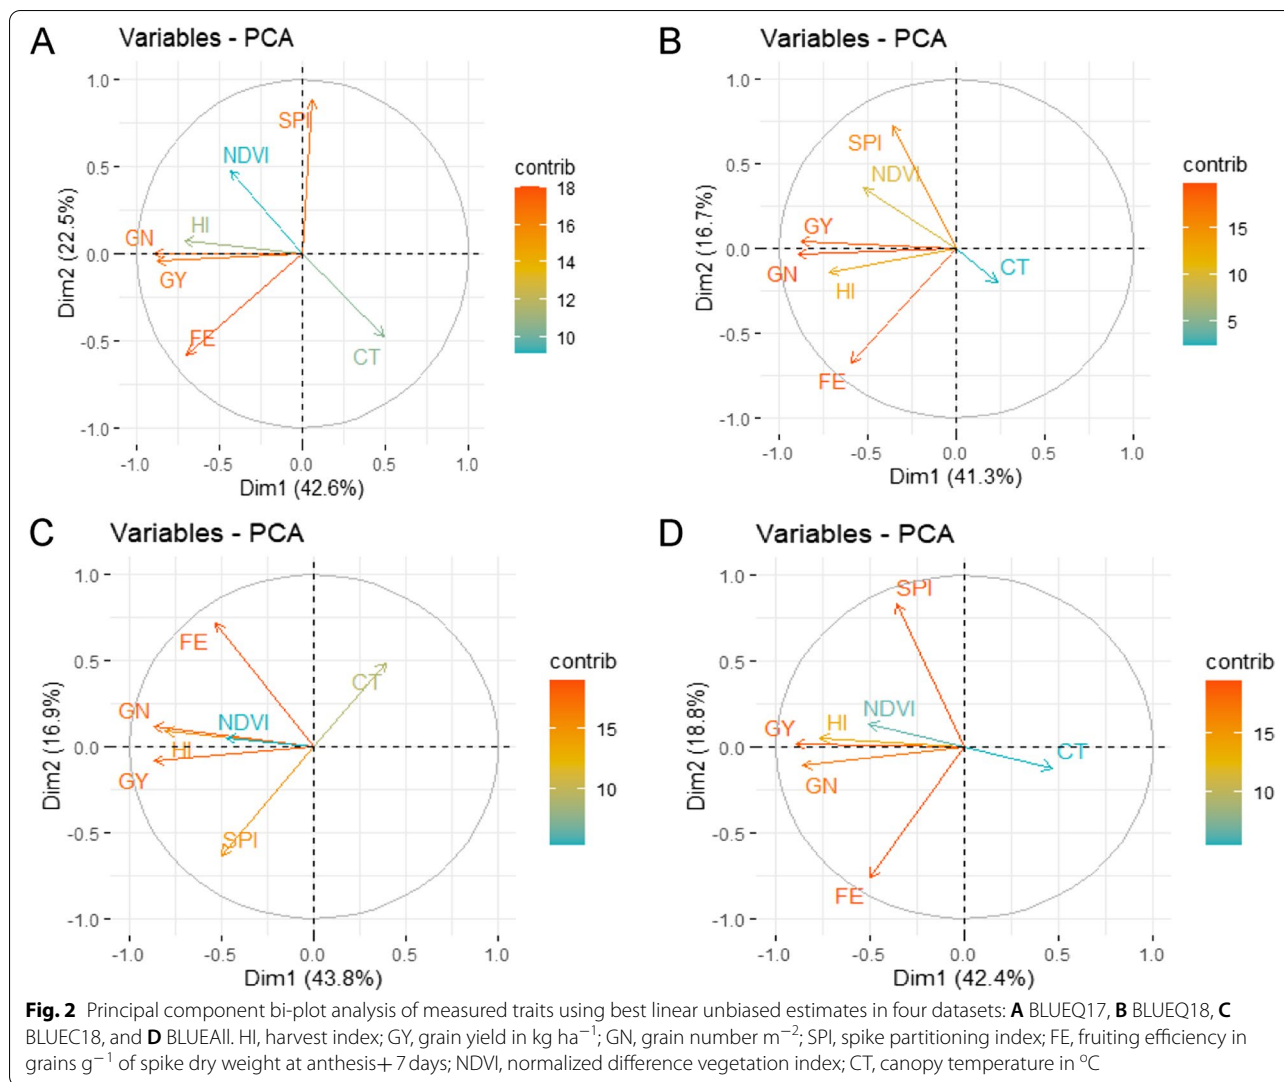 A
Variables - PCA
1.0
0.5
0.0
-0.5
-1.0
Dim2 (22.5%)
SPI
NDVI
HI
GN
GY
FE
CT
-1.0 -0.5 0.0 0.5 1.0
Dim1 (42.6%)
contrib
18
16
14
12
10
B
Variables - PCA
1.0
0.5
0.0
-0.5
-1.0
Dim2 (16.7%)
SPI
NDVI
GY
GN
HI
CT
FE
-1.0 -0.5 0.0 0.5 1.0
Dim1 (41.3%)
contrib
15
10
5
C
Variables - PCA
1.0
0.5
0.0
-0.5
-1.0
Dim2 (16.9%)
FE
CT
GN
NDVI
HI
GY
SPI
-1.0 -0.5 0.0 0.5 1.0
Dim1 (43.8%)
contrib
15
10
D
Variables - PCA
1.0
0.5
0.0
-0.5
-1.0
Dim2 (18.8%)
SPI
NDVI
HI
GY
CT
GN
FE
-1.0 -0.5 0.0 0.5 1.0
Dim1 (42.4%)
contrib
15
10
Fig. 2 Principal component bi-plot analysis of measured traits using best linear unbiased estimates in four datasets: A BLUEQ17, B BLUEQ18, C
BLUEC18, and D BLUEAll. HI, harvest index; GY, grain yield in kg ha⁻¹; GN, grain number m⁻²; SPI, spike partitioning index; FE, fruiting efficiency in
grains g⁻¹ of spike dry weight at anthesis+7 days; NDVI, normalized difference vegetation index; CT, canopy temperature in °C